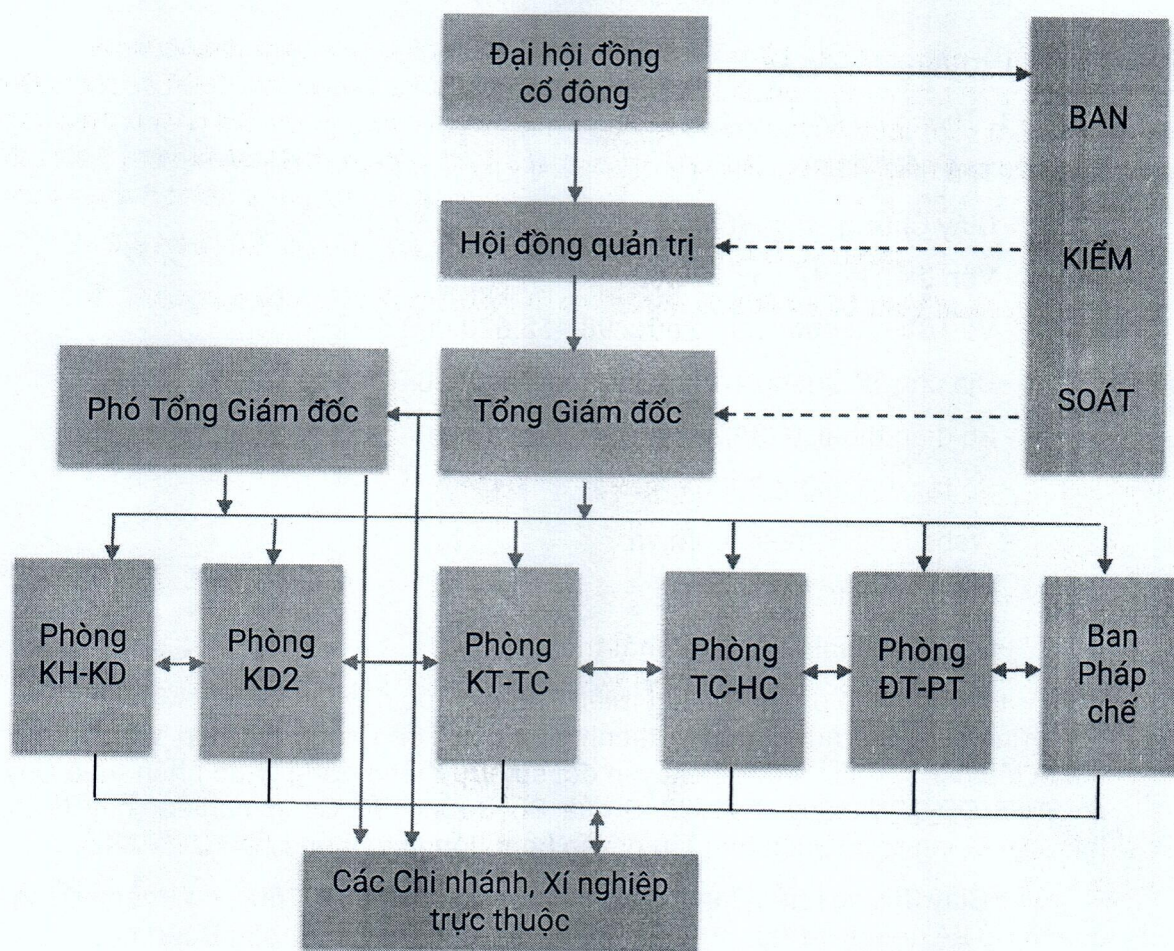 Đại hội đồng
cổ đông
BAN
KIỂM
SOÁT
Hội đồng quản trị
Phó Tổng Giám đốc
Tổng Giám đốc
Phòng
KH-KD
Phòng
KD2
Phòng
KT-TC
Phòng
TC-HC
Phòng
ĐT-PT
Ban
Pháp
chế
Các Chi nhánh, Xí nghiệp
trực thuộc